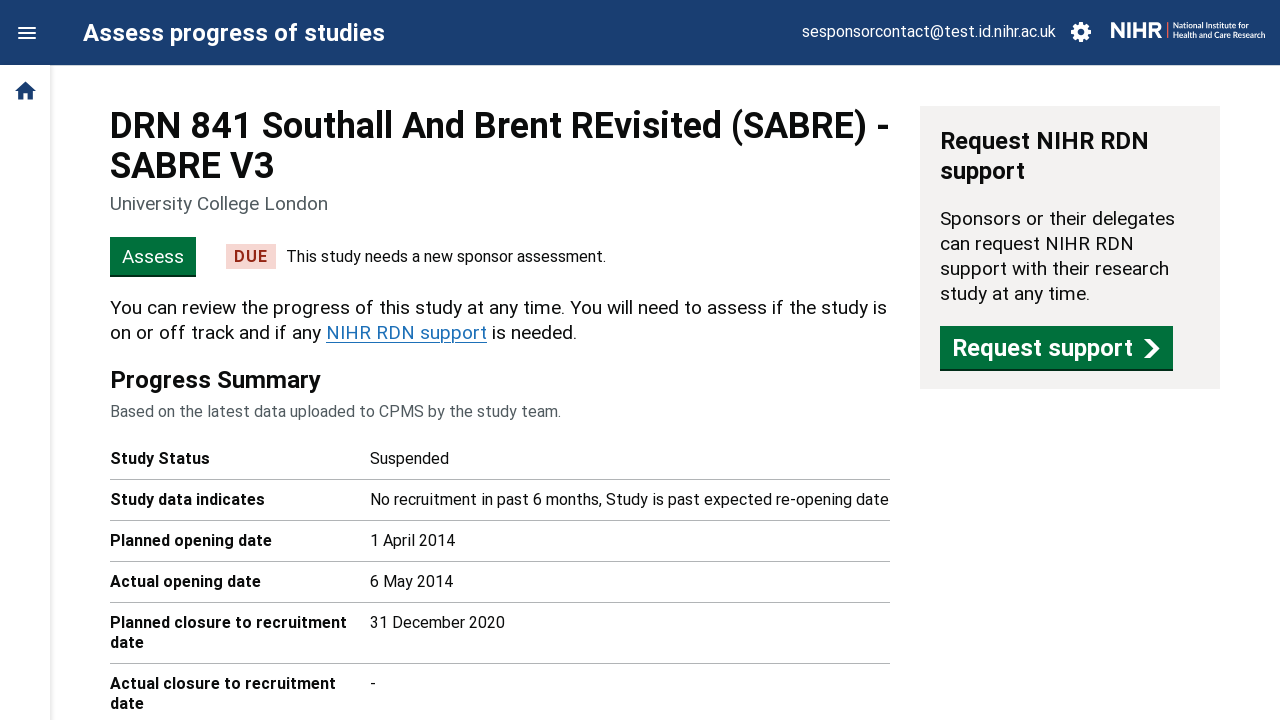 Assess progress of studies
sesponsorcontact@test.id.nihr.ac.uk
NIHR | National Institute for
Health and Care Research
DRN 841 Southall And Brent REvisited (SABRE) -
SABRE V3
University College London
Assess
DUE
This study needs a new sponsor assessment.
You can review the progress of this study at any time. You will need to assess if the study is
on or off track and if any NIHR RDN support is needed.
Progress Summary
Based on the latest data uploaded to CPMS by the study team.
Study Status
Suspended
Study data indicates
No recruitment in past 6 months, Study is past expected re-opening date
Planned opening date
1 April 2014
Actual opening date
6 May 2014
Planned closure to recruitment
date
31 December 2020
Actual closure to recruitment
date
-
Request NIHR RDN
support
Sponsors or their delegates
can request NIHR RDN
support with their research
study at any time.
Request support